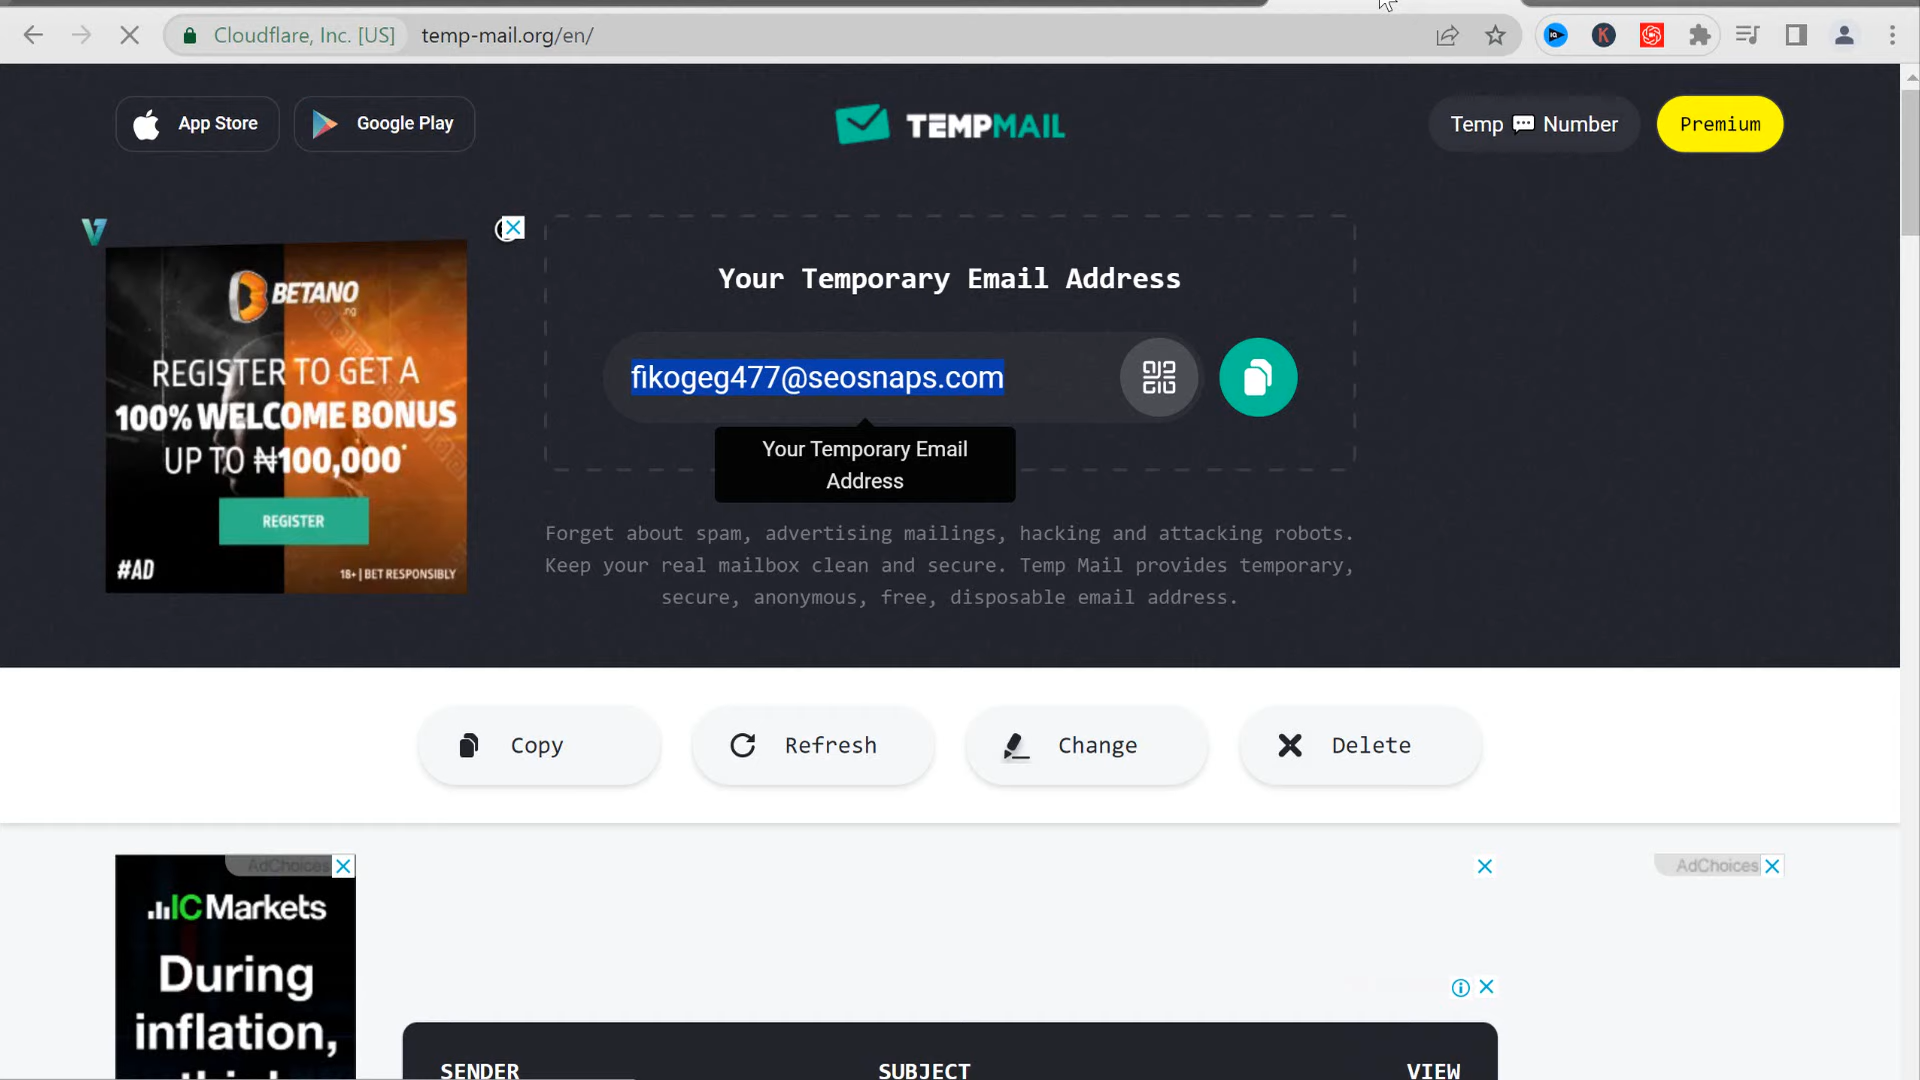 Cloudflare, Inc. [US]
temp-mail.org/en/
App Store
Google Play
TEMPMAIL
Temp Number
Premium
BETANO
.ng
REGISTER TO GET A
100% WELCOME BONUS
UP TO ₦100,000*
REGISTER
#AD
18+ | BET RESPONSIBLY
Your Temporary Email Address
fikogeg477@seosnaps.com
Your Temporary Email
Address
Forget about spam, advertising mailings, hacking and attacking robots.
Keep your real mailbox clean and secure. Temp Mail provides temporary,
secure, anonymous, free, disposable email address.
Copy
Refresh
Change
Delete
AdChoices
AdChoices
IC Markets
During
inflation,
SENDER
SUBJECT
VIEW